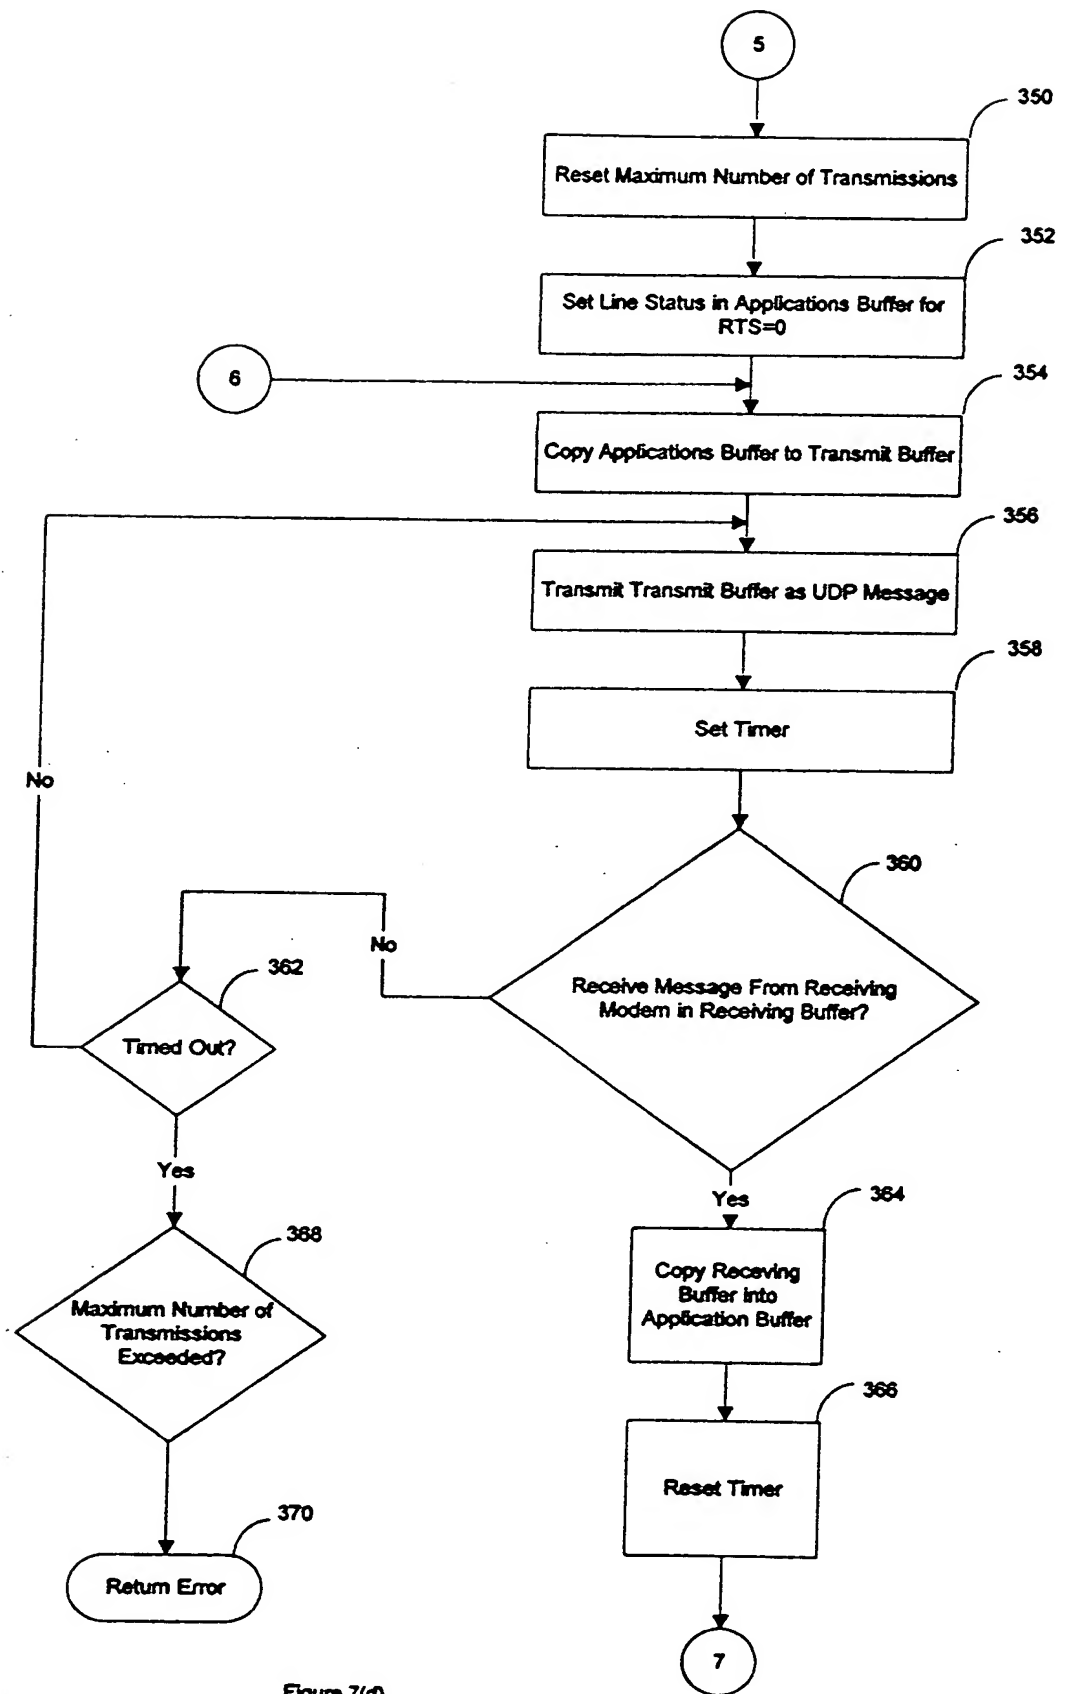 5
350
Reset Maximum Number of Transmissions
352
Set Line Status in Applications Buffer for
RTS=0
6
354
Copy Applications Buffer to Transmit Buffer
356
Transmit Transmit Buffer as UDP Message
358
Set Timer
No
360
Receive Message From Receiving
Modem in Receiving Buffer?
No
362
Timed Out?
Yes
Yes
364
Copy Receving
Buffer into
Application Buffer
368
Maximum Number of
Transmissions
Exceeded?
366
Reset Timer
370
Return Error
7
Figure 7(d)